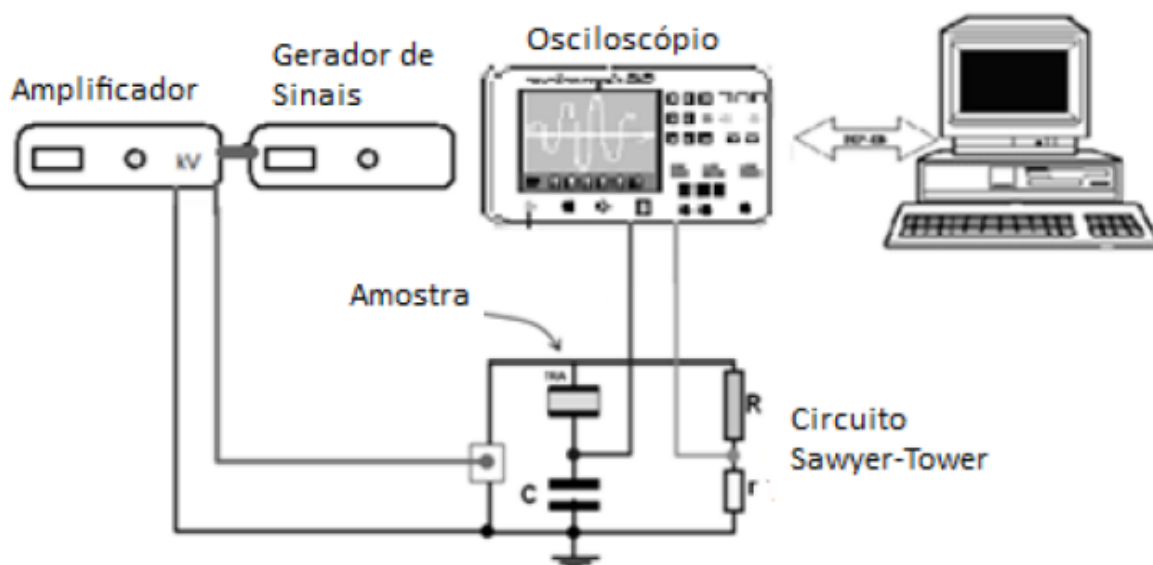 Osciloscópio
Gerador de
Sinais
Amplificador
kV
Amostra
R
Circuito
Sawyer-Tower
C
r